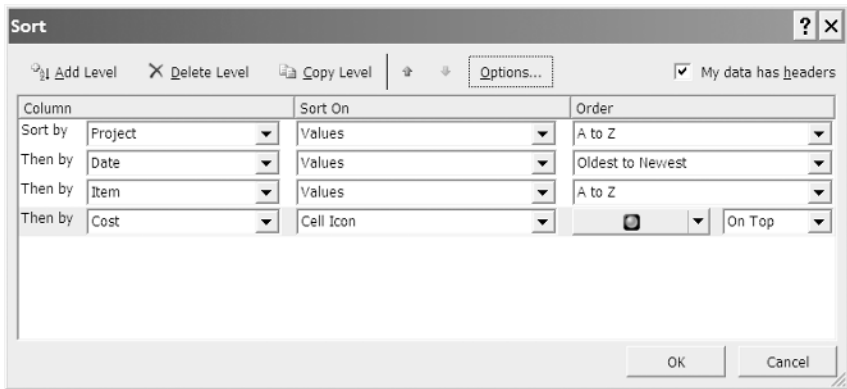 Sort ?
Add Level Delete Level Copy Level Options... My data has headers
Column Sort On Order
Sort by Project Values A to Z
Then by Date Values Oldest to Newest
Then by Item Values A to Z
Then by Cost Cell Icon On Top
OK Cancel